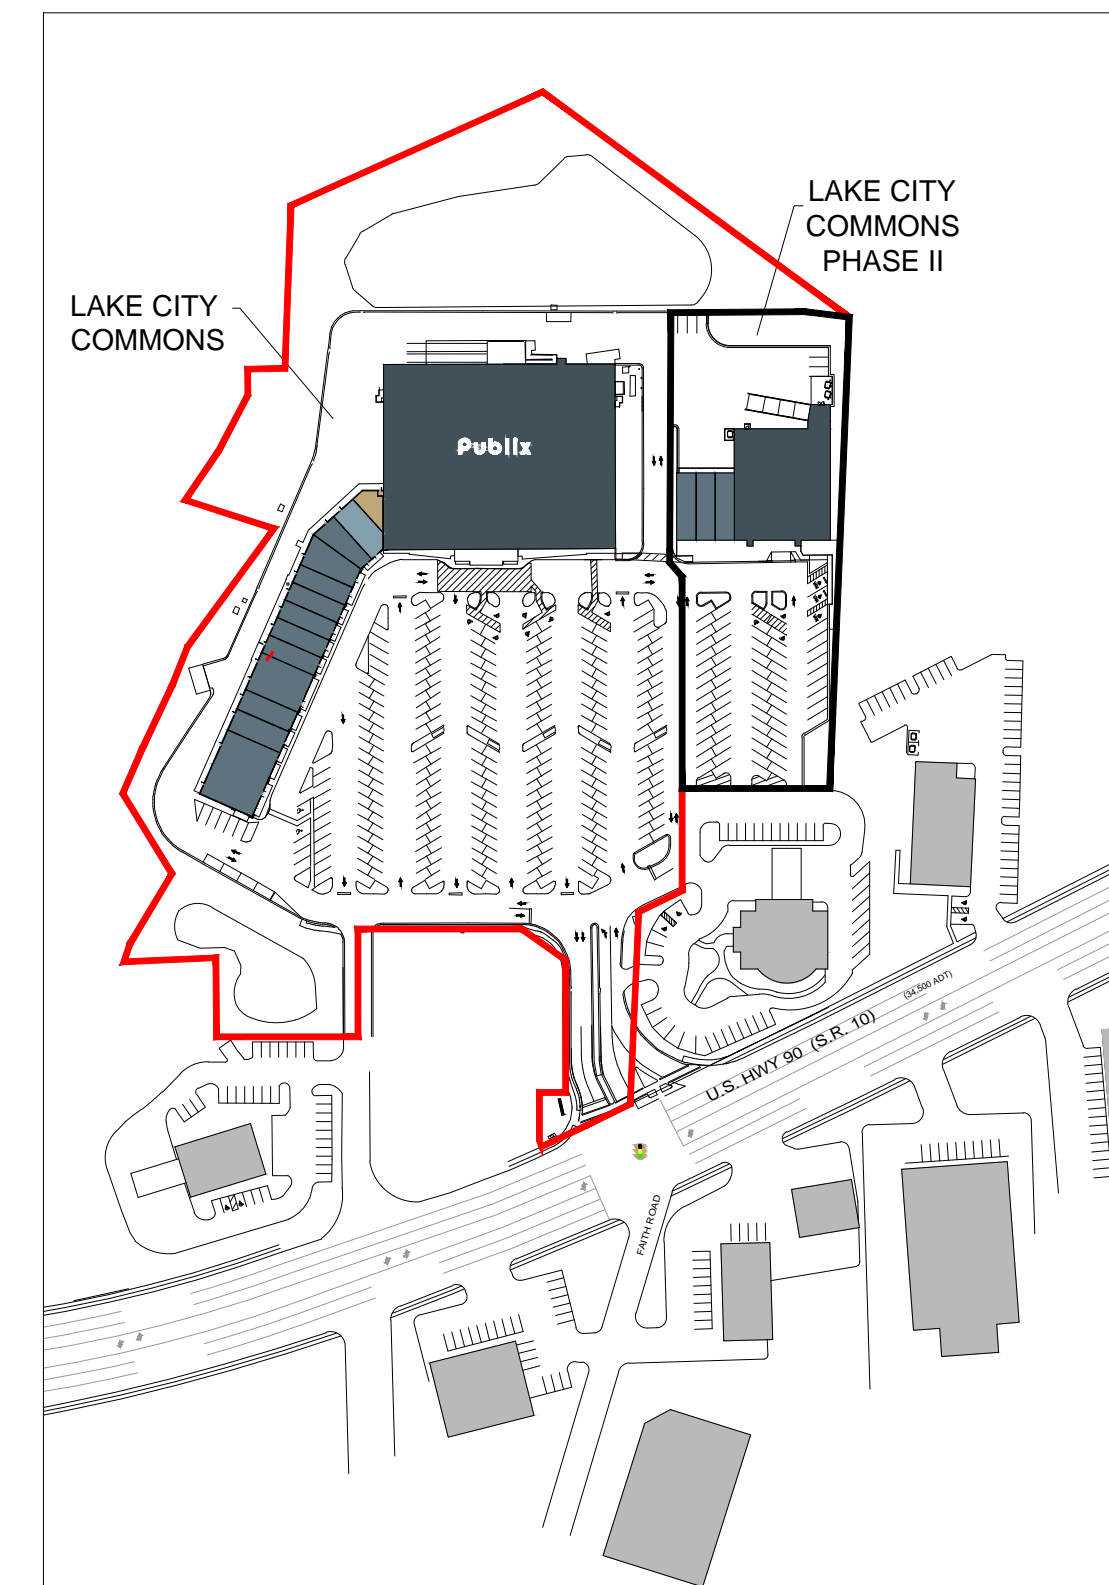 LAKE CITY
COMMONS
PHASE II
LAKE CITY
COMMONS
Publix
(34,500 ADT)
U.S. HWY 90 (S.R. 10)
FAITH ROAD